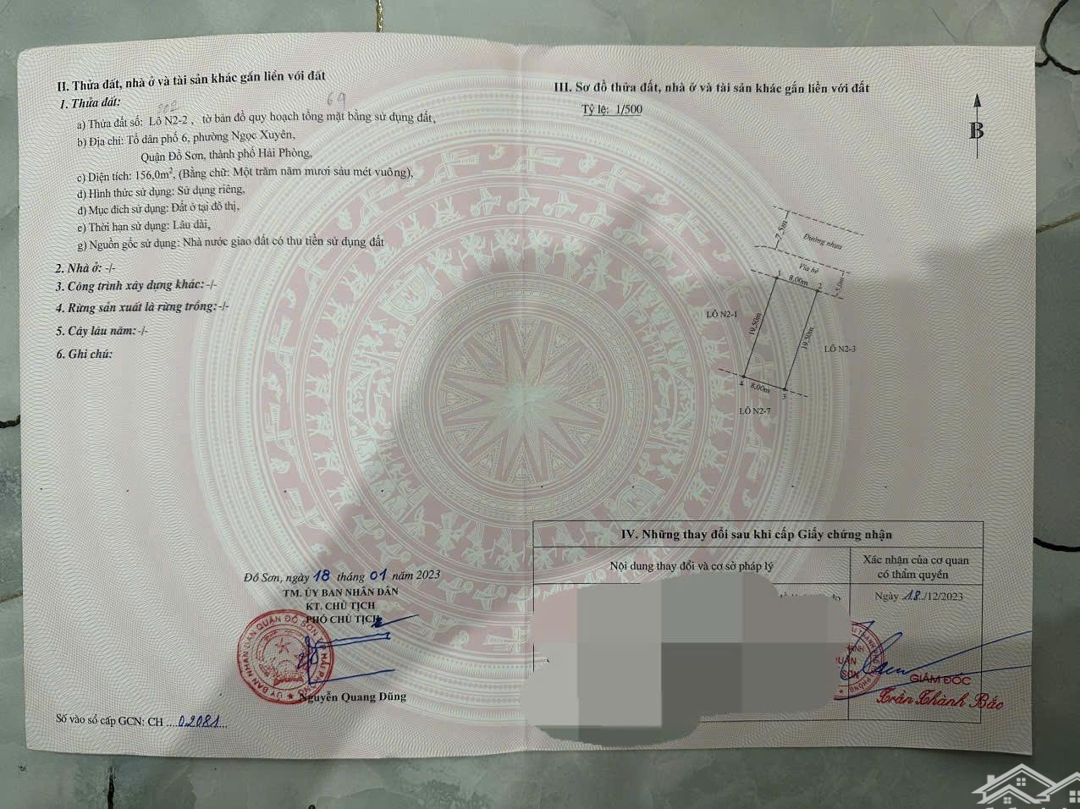 II. Thửa đất, nhà ở và tài sản khác gắn liền với đất
1. Thửa đất:
202
69
a) Thửa đất số: Lô N2-2 , tờ bản đồ quy hoạch tổng mặt bằng sử dụng đất,
b) Địa chỉ: Tổ dân phố 6, phường Ngọc Xuyên,
Quận Đồ Sơn, thành phố Hải Phòng,
c) Diện tích: 156,0m², (Bằng chữ: Một trăm năm mươi sáu mét vuông),
d) Hình thức sử dụng: Sử dụng riêng,
đ) Mục đích sử dụng: Đất ở tại đô thị,
e) Thời hạn sử dụng: Lâu dài,
g) Nguồn gốc sử dụng: Nhà nước giao đất có thu tiền sử dụng đất
2. Nhà ở: -/-
3. Công trình xây dựng khác:-/-
4. Rừng sản xuất là rừng trồng:-/-
5. Cây lâu năm:-/-
6. Ghi chú:
Đồ Sơn, ngày 18 tháng 01 năm 2023
TM. ỦY BAN NHÂN DÂN
KT. CHỦ TỊCH
PHÓ CHỦ TỊCH
Nguyễn Quang Dũng
Số vào sổ cấp GCN: CH ....02081...
III. Sơ đồ thửa đất, nhà ở và tài sản khác gắn liền với đất
Tỷ lệ: 1/500
B
7.5m
Đường nhựa
Vỉa hè
5.0m
1
8,00m
2
LÔ N2-1
19,50m
19,50m
LÔ N2-3
4
8,00m
3
LÔ N2-7
IV. Những thay đổi sau khi cấp Giấy chứng nhận
Nội dung thay đổi và cơ sở pháp lý
Xác nhận của cơ quan
có thẩm quyền
Ngày .18./12/2023
GIÁM ĐỐC
Trần Thành Bắc